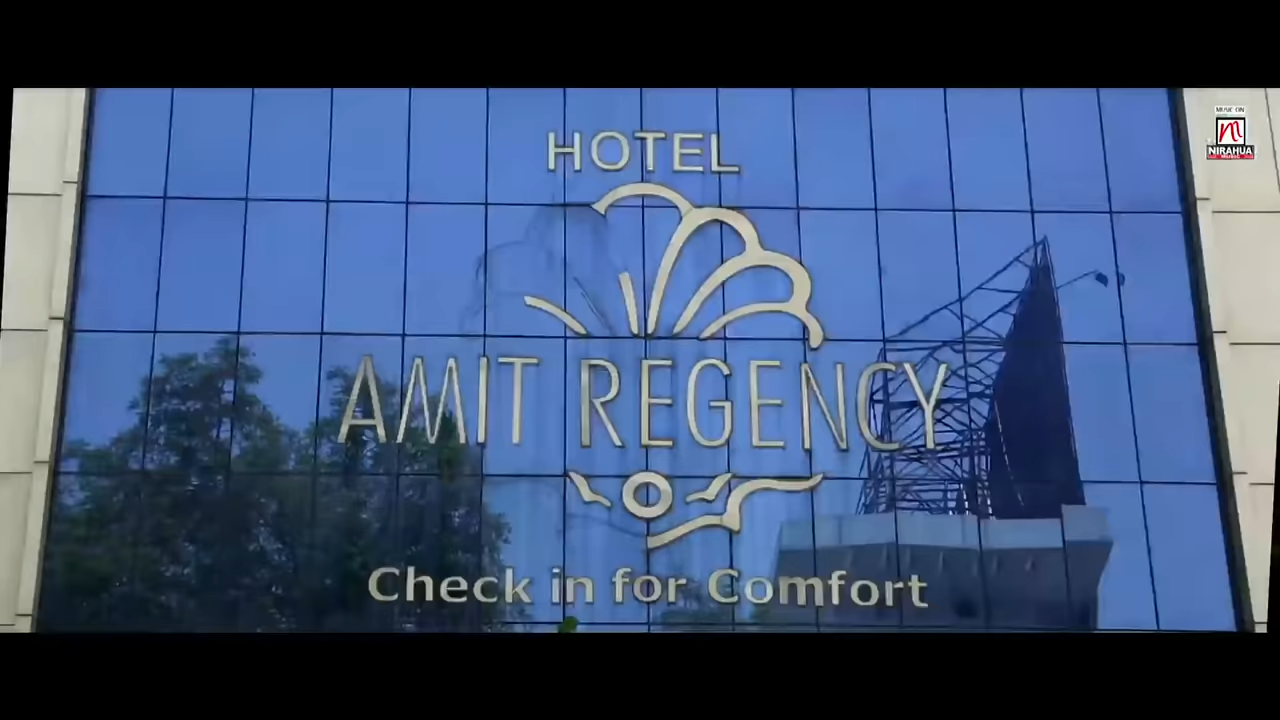 MUSIC ON
NIRAHUA
HOTEL
AMIT REGENCY
Check in for Comfort